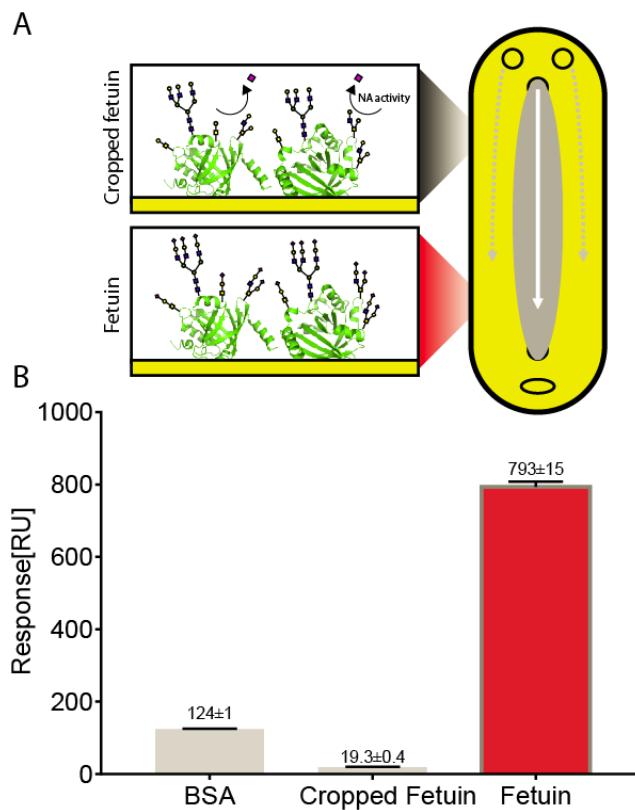 A
Cropped fetuin
NA activity
Fetuin
B
Response[RU]
1000
800
600
400
200
0
124±1
19.3±0.4
793±15
BSA
Cropped Fetuin
Fetuin